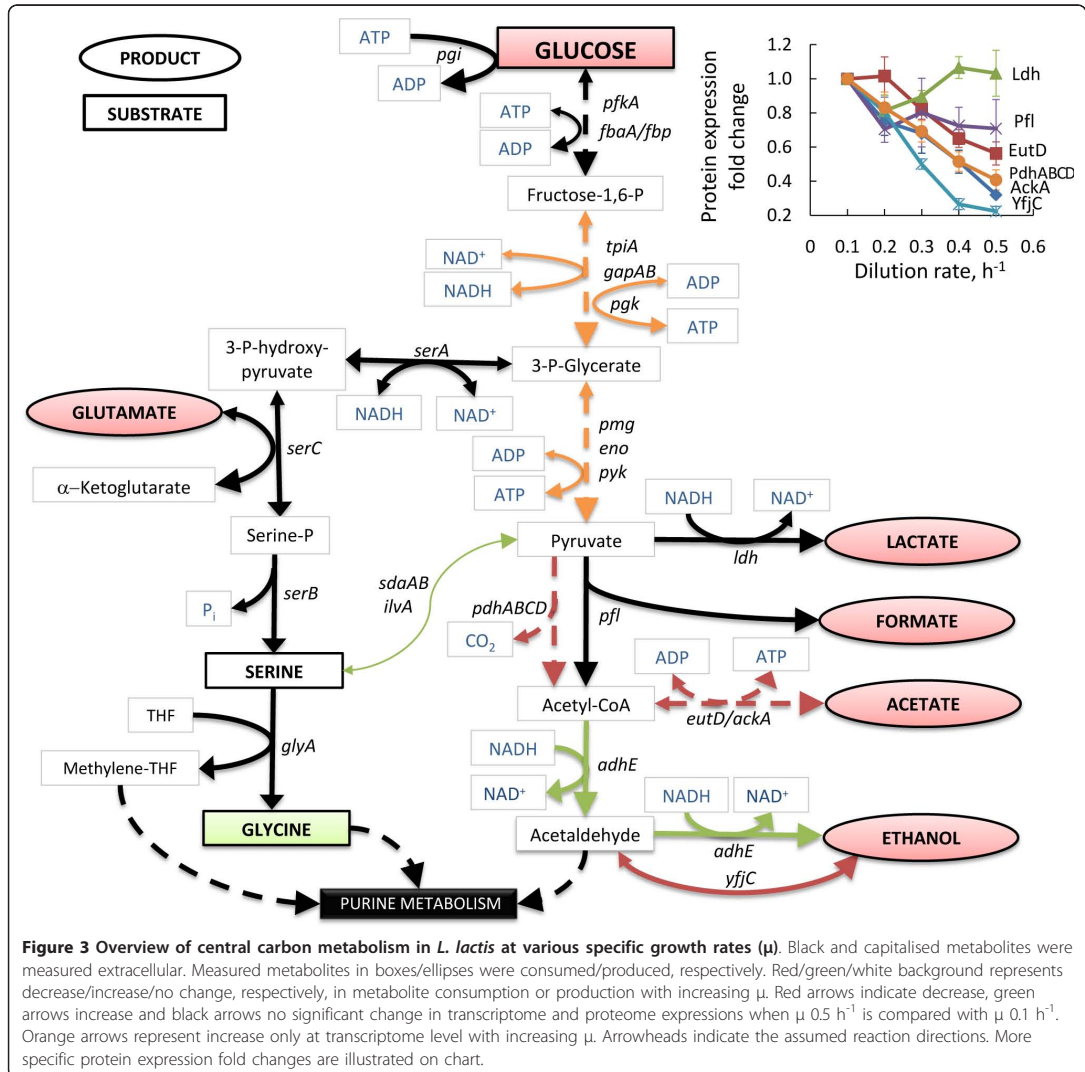 PRODUCT
SUBSTRATE
ATP
pgi
ADP
GLUCOSE
ATP
ADP
pfkA
fbaA/fbp
Fructose-1,6-P
NAD⁺
NADH
tpiA
gapAB
pgk
ADP
ATP
3-P-hydroxy-
pyruvate
serA
3-P-Glycerate
NADH
NAD⁺
GLUTAMATE
serC
α–Ketoglutarate
pmg
eno
pyk
ADP
ATP
Serine-P
Pyruvate
NADH
NAD⁺
ldh
LACTATE
Pi
serB
sdaAB
ilvA
pdhABCD
CO₂
pfl
FORMATE
SERINE
ADP
ATP
Acetyl-CoA
eutD/ackA
ACETATE
THF
glyA
Methylene-THF
NADH
NAD⁺
adhE
GLYCINE
Acetaldehyde
NADH
NAD⁺
adhE
yfjC
ETHANOL
PURINE METABOLISM
Protein expression
fold change
1.0
0.8
0.6
0.4
0.2
0 0.1 0.2 0.3 0.4 0.5 0.6
Dilution rate, h⁻¹
Ldh
Pfl
EutD
PdhABCD
AckA
YfjC
Figure 3 Overview of central carbon metabolism in L. lactis at various specific growth rates (μ). Black and capitalised metabolites were
measured extracellular. Measured metabolites in boxes/ellipses were consumed/produced, respectively. Red/green/white background represents
decrease/increase/no change, respectively, in metabolite consumption or production with increasing μ. Red arrows indicate decrease, green
arrows increase and black arrows no significant change in transcriptome and proteome expressions when μ 0.5 h⁻¹ is compared with μ 0.1 h⁻¹.
Orange arrows represent increase only at transcriptome level with increasing μ. Arrowheads indicate the assumed reaction directions. More
specific protein expression fold changes are illustrated on chart.